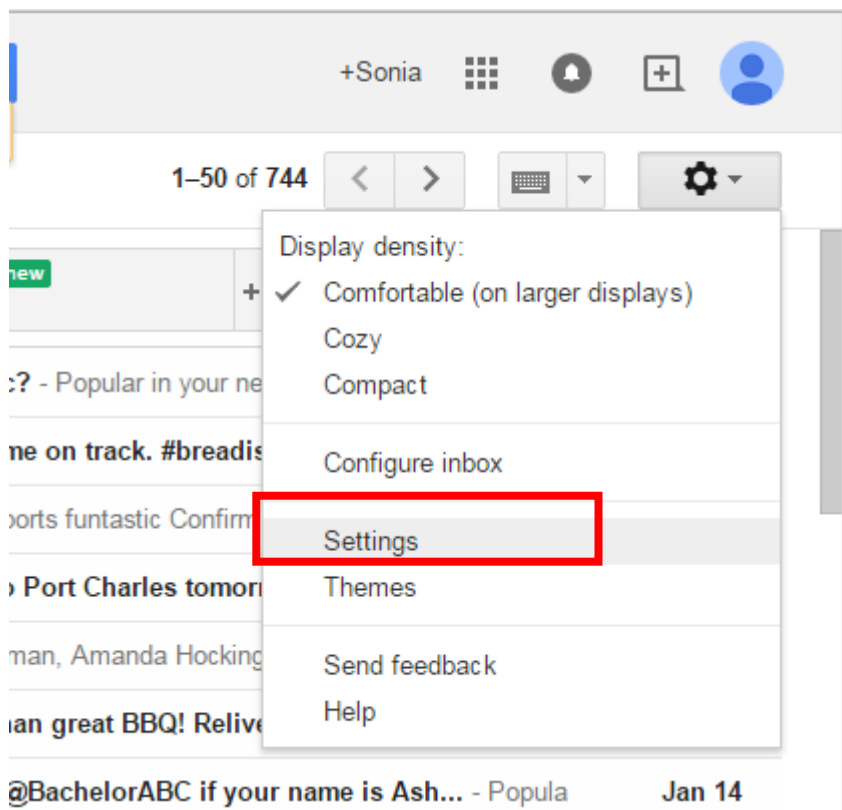 +Sonia
1–50 of 744
Display density:
new
+
Comfortable (on larger displays)
Cozy
? - Popular in your ne
Compact
me on track. #breadis
Configure inbox
orts funtastic Confirm
Settings
Port Charles tomorr
Themes
man, Amanda Hocking
Send feedback
Help
an great BBQ! Relive
@BachelorABC if your name is Ash... - Popula
Jan 14